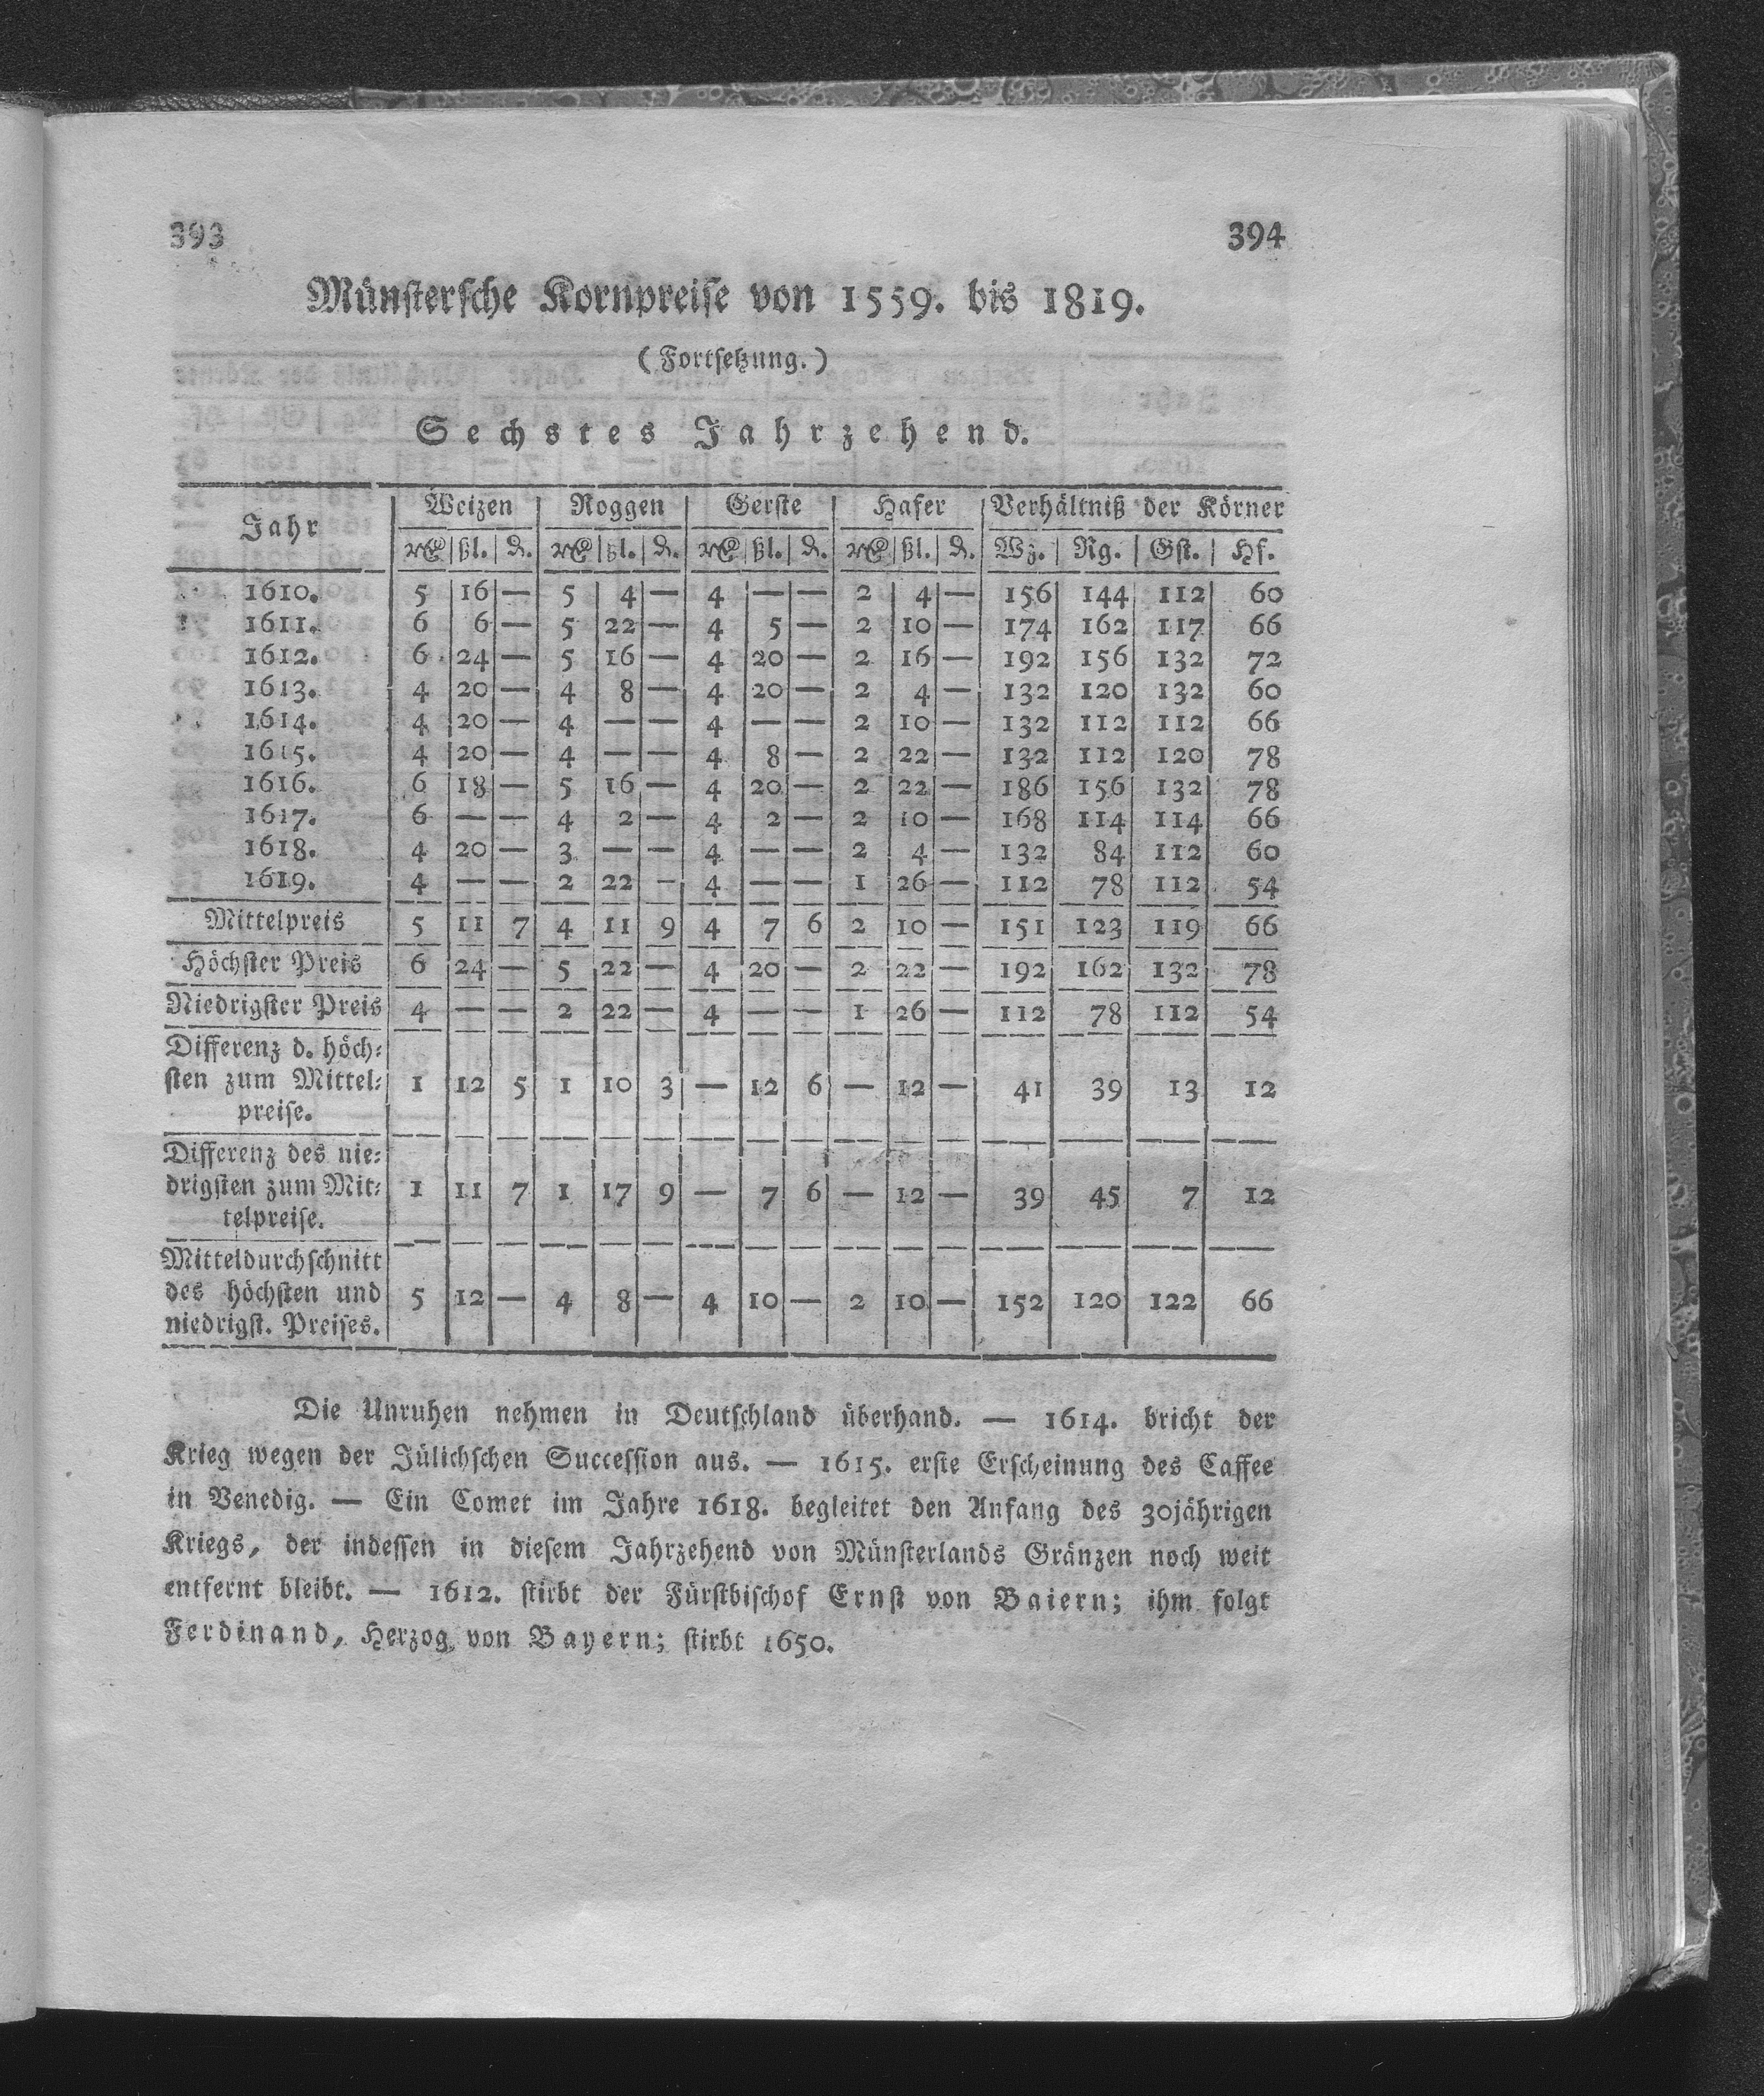 393 394
Münstersche Kornpreise von 1559. bis 1819.
(Fortsetzung.)
Sechstes Jahrzehend.
Jahr | Weizen | Roggen | Gerste | Hafer | Verhältniß der Körner
Rthlr | ßl. | d. | Rthlr | ßl. | d. | Rthlr | ßl. | d. | Rthlr | ßl. | d. | Wz. | Rg. | Gst. | Hf.
1610. | 5 | 16 | — | 5 | 4 | — | 4 | — | — | 2 | 4 | — | 156 | 144 | 112 | 60
1611. | 6 | 6 | — | 5 | 22 | — | 4 | 5 | — | 2 | 10 | — | 174 | 162 | 117 | 66
1612. | 6 | 24 | — | 5 | 16 | — | 4 | 20 | — | 2 | 16 | — | 192 | 156 | 132 | 72
1613. | 4 | 20 | — | 4 | 8 | — | 4 | 20 | — | 2 | 4 | — | 132 | 120 | 132 | 60
1614. | 4 | 20 | — | 4 | — | — | 4 | — | — | 2 | 10 | — | 132 | 112 | 112 | 66
1615. | 4 | 20 | — | 4 | — | — | 4 | 8 | — | 2 | 22 | — | 132 | 112 | 120 | 78
1616. | 6 | 18 | — | 5 | 16 | — | 4 | 20 | — | 2 | 22 | — | 186 | 156 | 132 | 78
1617. | 6 | — | — | 4 | 2 | — | 4 | 2 | — | 2 | 10 | — | 168 | 114 | 114 | 66
1618. | 4 | 20 | — | 3 | — | — | 4 | — | — | 2 | 4 | — | 132 | 84 | 112 | 60
1619. | 4 | — | — | 2 | 22 | — | 4 | — | — | 1 | 26 | — | 112 | 78 | 112 | 54
Mittelpreis | 5 | 11 | 7 | 4 | 11 | 9 | 4 | 7 | 6 | 2 | 10 | — | 151 | 123 | 119 | 66
Höchster Preis | 6 | 24 | — | 5 | 22 | — | 4 | 20 | — | 2 | 22 | — | 192 | 162 | 132 | 78
Niedrigster Preis | 4 | — | — | 2 | 22 | — | 4 | — | — | 1 | 26 | — | 112 | 78 | 112 | 54
Differenz d. höch-
sten zum Mittel- | 1 | 12 | 5 | 1 | 10 | 3 | — | 12 | 6 | — | 12 | — | 41 | 39 | 13 | 12
preise.
Differenz des nie-
drigsten zum Mit- | 1 | 11 | 7 | 1 | 17 | 9 | — | 7 | 6 | — | 12 | — | 39 | 45 | 7 | 12
telpreise.
Mitteldurchschnitt
des höchsten und | 5 | 12 | — | 4 | 8 | — | 4 | 10 | — | 2 | 10 | — | 152 | 120 | 122 | 66
niedrigst. Preises.
Die Unruhen nehmen in Deutschland überhand. — 1614. bricht der
Krieg wegen der Jülichschen Succession aus. — 1615. erste Erscheinung des Caffee
in Venedig. — Ein Comet im Jahre 1618. begleitet den Anfang des 30jährigen
Kriegs, der indessen in diesem Jahrzehend von Münsterlands Gränzen noch weit
entfernt bleibt. — 1612. stirbt der Fürstbischof Ernst von Baiern; ihm folgt
Ferdinand, Herzog von Bayern; stirbt 1650.